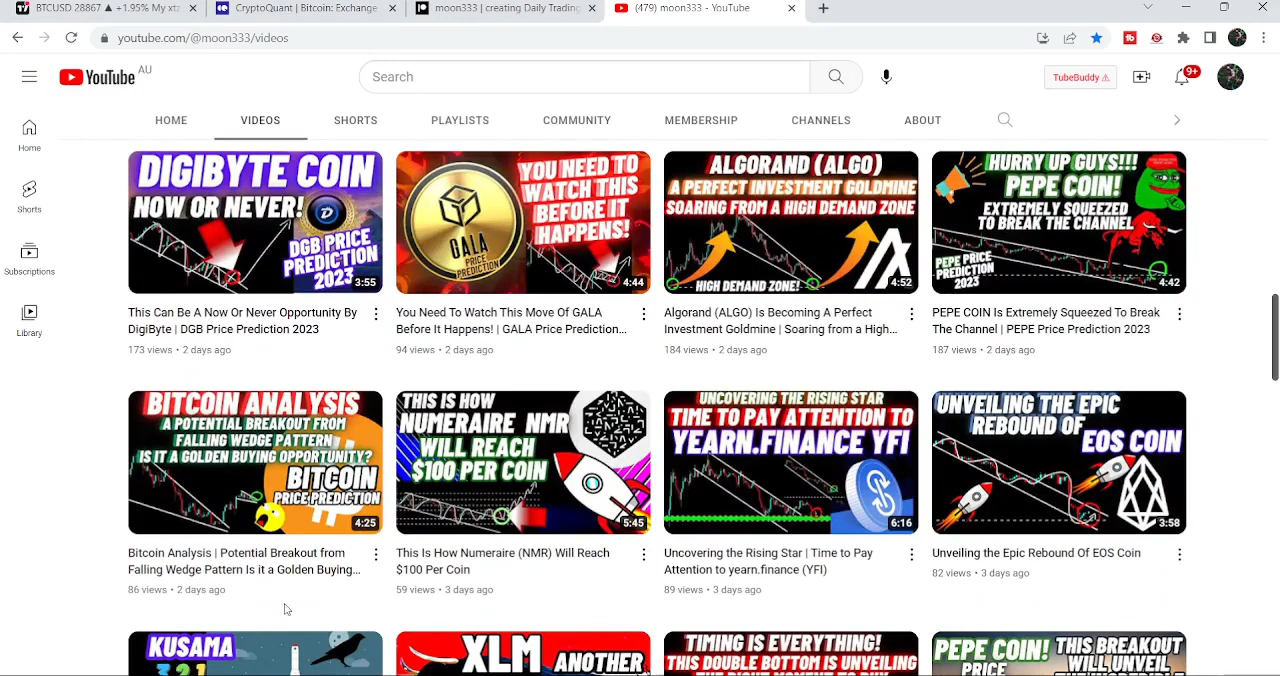 BTCUSD 28867 ▲ +1.95% My xtr
CryptoQuant | Bitcoin: Exchange
moon333 | creating Daily Trading
(479) moon333 - YouTube
youtube.com/@moon333/videos
YouTube AU
Search
TubeBuddy
9+
HOME
VIDEOS
SHORTS
PLAYLISTS
COMMUNITY
MEMBERSHIP
CHANNELS
ABOUT
Home
Shorts
Subscriptions
Library
DIGIBYTE COIN
NOW OR NEVER!
DGB PRICE
PREDICTION
2023
3:55
This Can Be A Now Or Never Opportunity By
DigiByte | DGB Price Prediction 2023
173 views • 2 days ago
YOU NEED TO
WATCH THIS
BEFORE IT
HAPPENS!
GALA
PRICE
PREDICTION
4:44
You Need To Watch This Move Of GALA
Before It Happens! | GALA Price Prediction...
94 views • 2 days ago
ALGORAND (ALGO)
A PERFECT INVESTMENT GOLDMINE
SOARING FROM A HIGH DEMAND ZONE
HIGH DEMAND ZONE!
4:52
Algorand (ALGO) Is Becoming A Perfect
Investment Goldmine | Soaring from a High...
184 views • 2 days ago
HURRY UP GUYS!!!
PEPE COIN!
EXTREMELY SQUEEZED
TO BREAK THE CHANNEL
PEPE PRICE
PREDICTION
2023
4:42
PEPE COIN Is Extremely Squeezed To Break
The Channel | PEPE Price Prediction 2023
187 views • 2 days ago
BITCOIN ANALYSIS
A POTENTIAL BREAKOUT FROM
FALLING WEDGE PATTERN
IS IT A GOLDEN BUYING OPPORTUNITY?
BITCOIN
PRICE PREDICTION
4:25
Bitcoin Analysis | Potential Breakout from
Falling Wedge Pattern Is it a Golden Buying...
86 views • 2 days ago
THIS IS HOW
NUMERAIRE NMR
WILL REACH
$100 PER COIN
5:45
This Is How Numeraire (NMR) Will Reach
$100 Per Coin
59 views • 3 days ago
UNCOVERING THE RISING STAR
TIME TO PAY ATTENTION TO
YEARN.FINANCE YFI
6:16
Uncovering the Rising Star | Time to Pay
Attention to yearn.finance (YFI)
89 views • 3 days ago
UNVEILING THE EPIC
REBOUND OF
EOS COIN
3:58
Unveiling the Epic Rebound Of EOS Coin
82 views • 3 days ago
KUSAMA
3 2 1
XLM
ANOTHER
TIMING IS EVERYTHING!
THIS DOUBLE BOTTOM IS UNVEILING
THE RIGHT MOMENT TO BUY
PEPE COIN!
PRICE
THIS BREAKOUT
WILL UNVEIL
THE INCREDIBLE